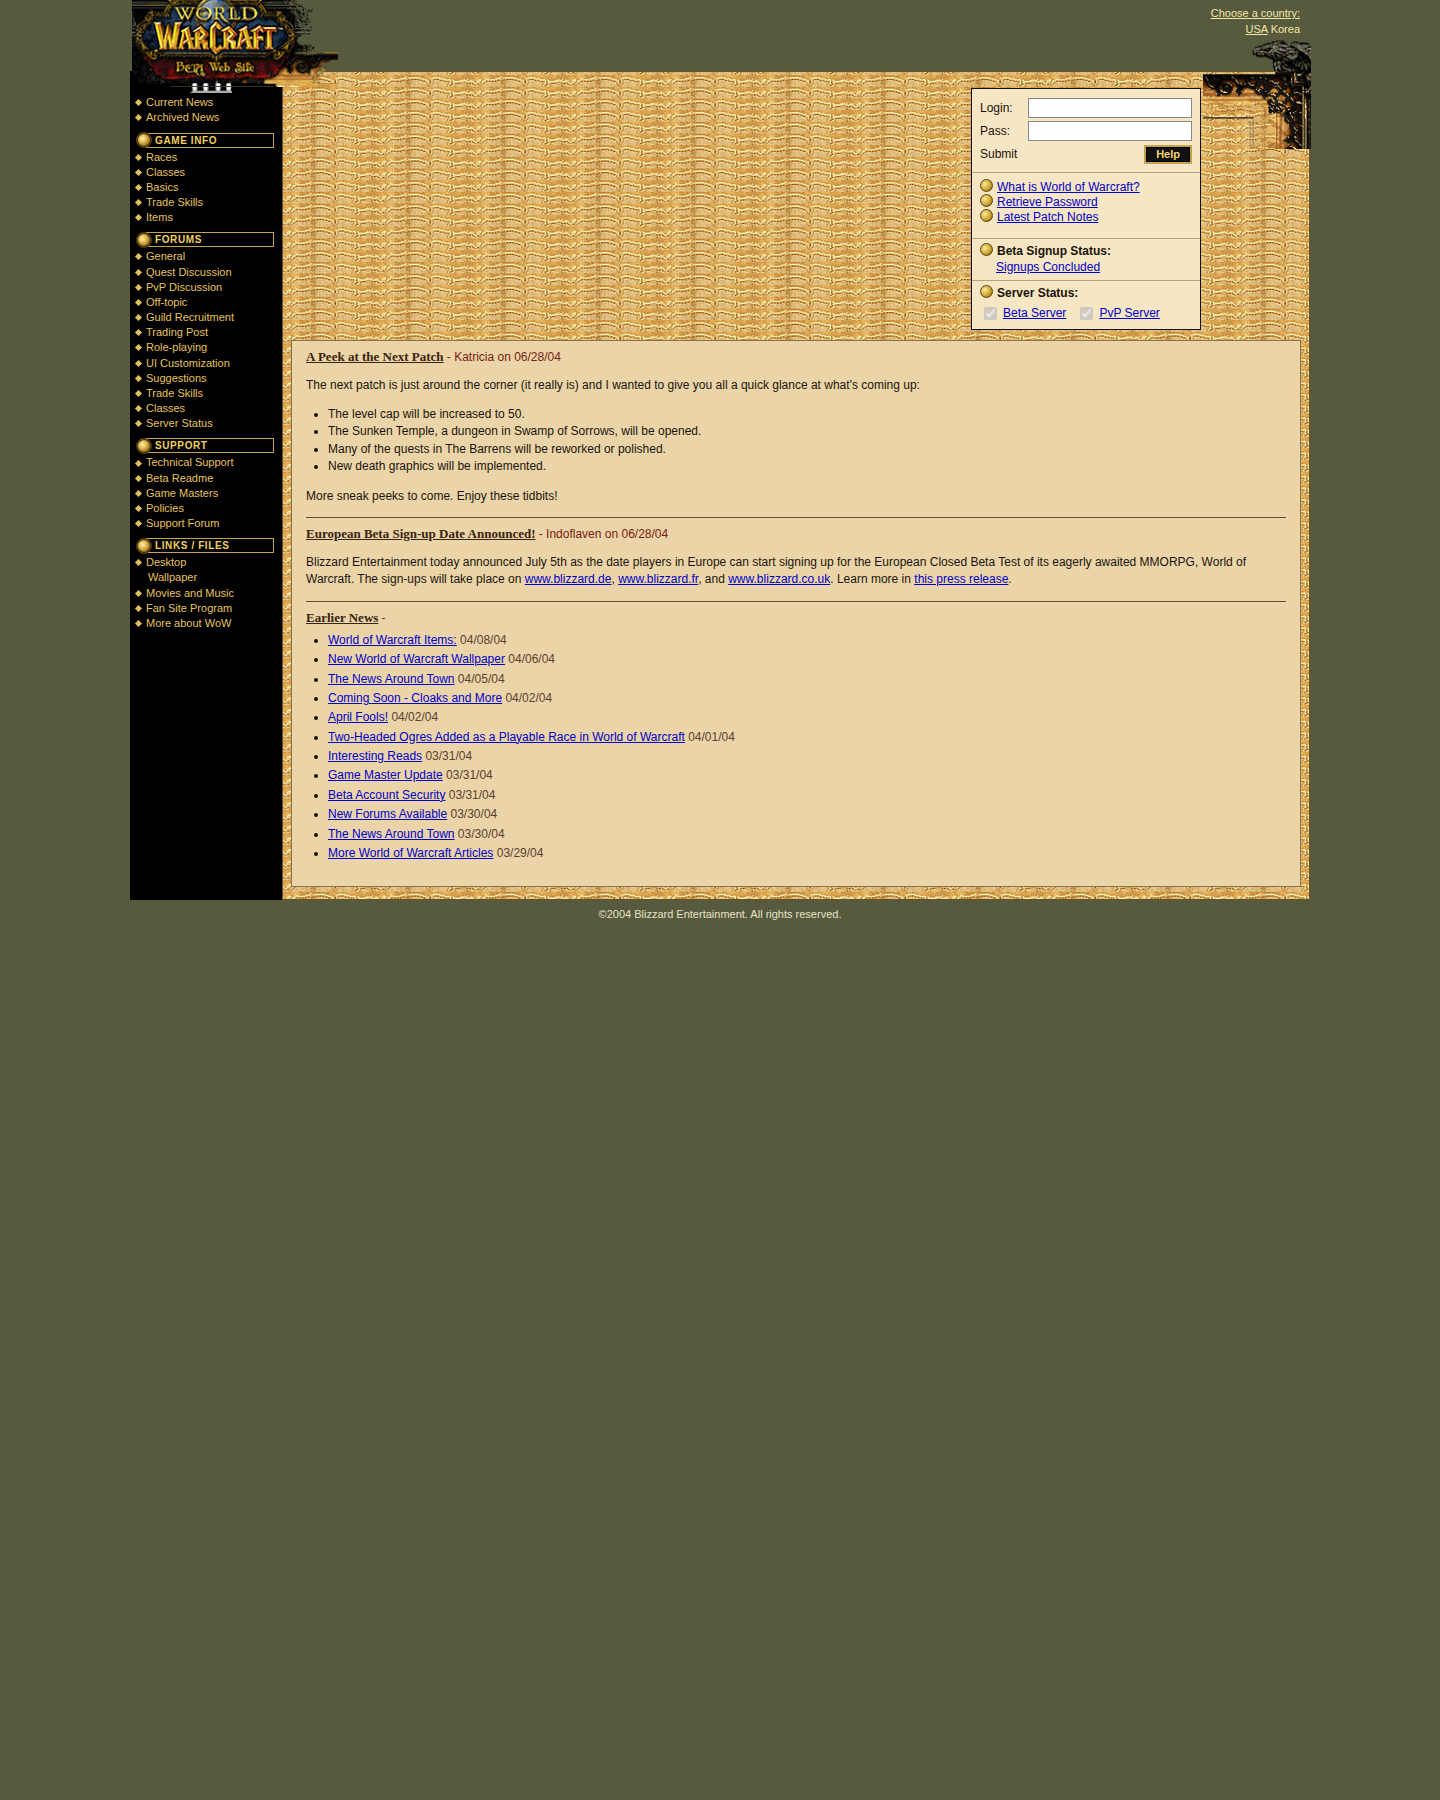 WORLD
WARCRAFT
Beta Web Site
Choose a country:
USA Korea
Current News
Archived News
GAME INFO
Races
Classes
Basics
Trade Skills
Items
FORUMS
General
Quest Discussion
PvP Discussion
Off-topic
Guild Recruitment
Trading Post
Role-playing
UI Customization
Suggestions
Trade Skills
Classes
Server Status
SUPPORT
Technical Support
Beta Readme
Game Masters
Policies
Support Forum
LINKS / FILES
Desktop
Wallpaper
Movies and Music
Fan Site Program
More about WoW
Login:
Pass:
Submit Help
What is World of Warcraft?
Retrieve Password
Latest Patch Notes
Beta Signup Status:
Signups Concluded
Server Status:
Beta Server PvP Server
A Peek at the Next Patch - Katricia on 06/28/04
The next patch is just around the corner (it really is) and I wanted to give you all a quick glance at what's coming up:
• The level cap will be increased to 50.
• The Sunken Temple, a dungeon in Swamp of Sorrows, will be opened.
• Many of the quests in The Barrens will be reworked or polished.
• New death graphics will be implemented.
More sneak peeks to come. Enjoy these tidbits!
European Beta Sign-up Date Announced! - Indoflaven on 06/28/04
Blizzard Entertainment today announced July 5th as the date players in Europe can start signing up for the European Closed Beta Test of its eagerly awaited MMORPG, World of
Warcraft. The sign-ups will take place on www.blizzard.de, www.blizzard.fr, and www.blizzard.co.uk. Learn more in this press release.
Earlier News -
• World of Warcraft Items: 04/08/04
• New World of Warcraft Wallpaper 04/06/04
• The News Around Town 04/05/04
• Coming Soon - Cloaks and More 04/02/04
• April Fools! 04/02/04
• Two-Headed Ogres Added as a Playable Race in World of Warcraft 04/01/04
• Interesting Reads 03/31/04
• Game Master Update 03/31/04
• Beta Account Security 03/31/04
• New Forums Available 03/30/04
• The News Around Town 03/30/04
• More World of Warcraft Articles 03/29/04
©2004 Blizzard Entertainment. All rights reserved.